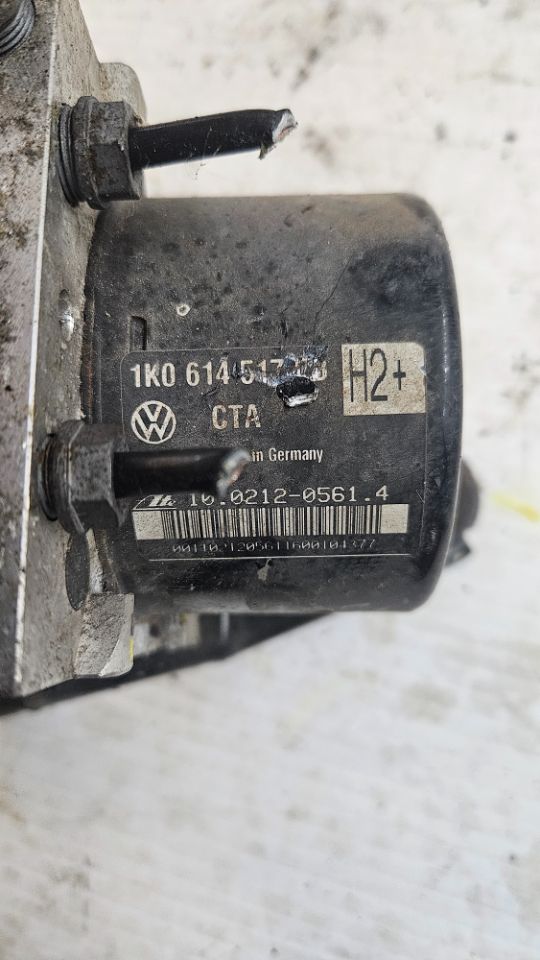 1K0 614 517
H2+
CTA
in Germany
10.0212-0561.4